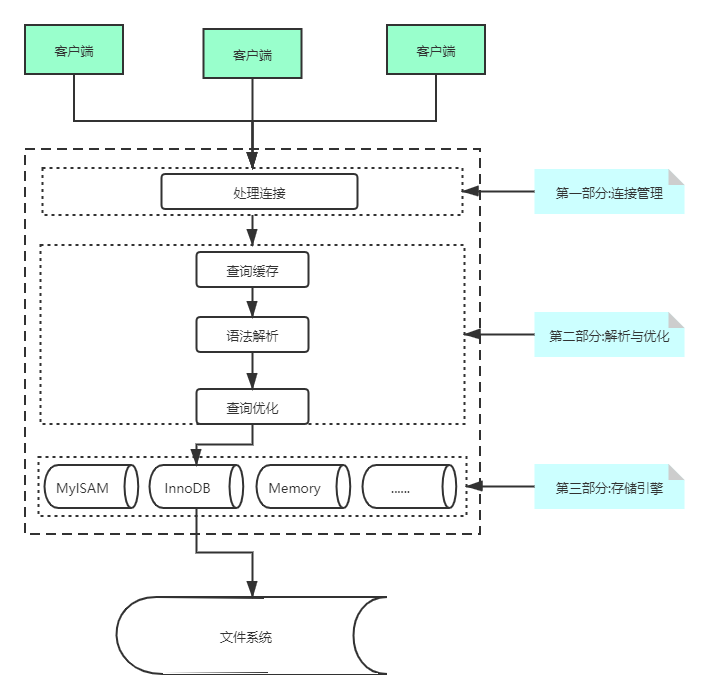 客户端
客户端
客户端
处理连接
第一部分:连接管理
查询缓存
语法解析
第二部分:解析与优化
查询优化
MyISAM
InnoDB
Memory
......
第三部分:存储引擎
文件系统